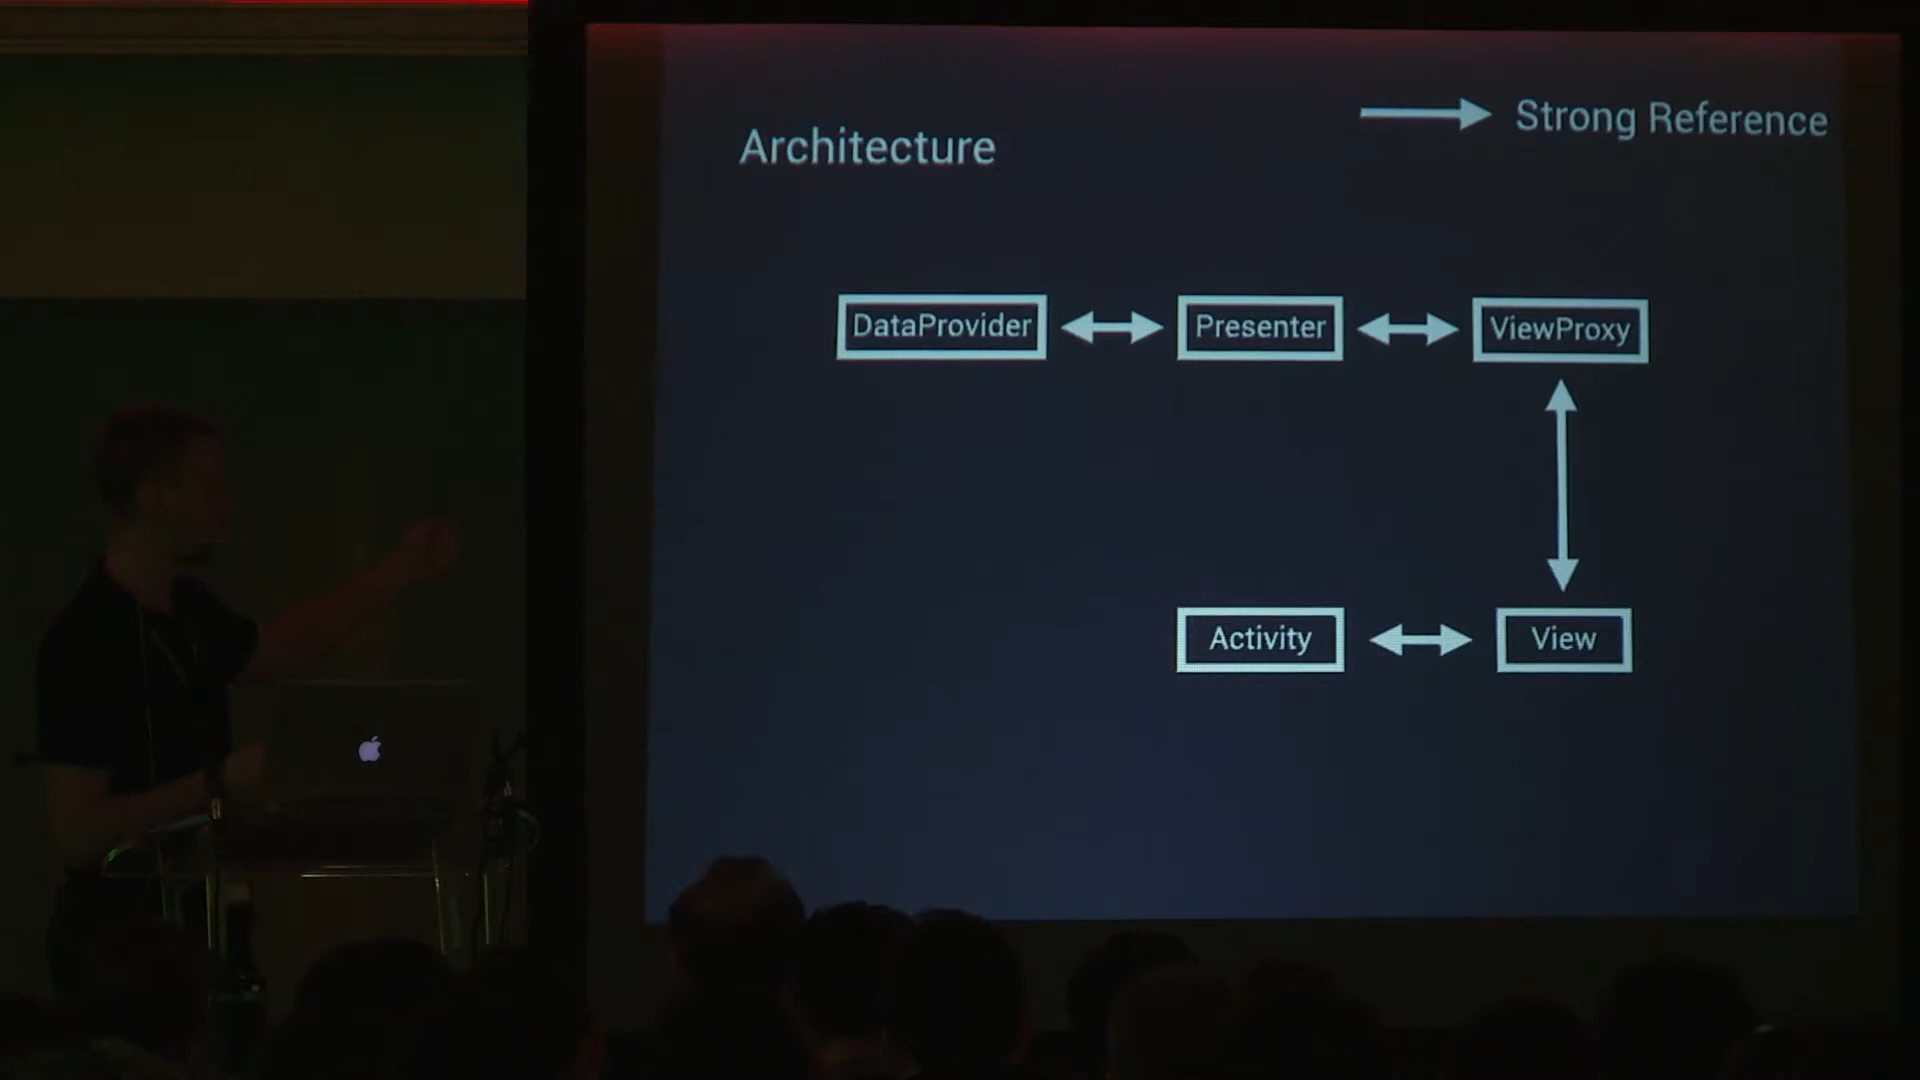 Architecture
Strong Reference
DataProvider
Presenter
ViewProxy
Activity
View